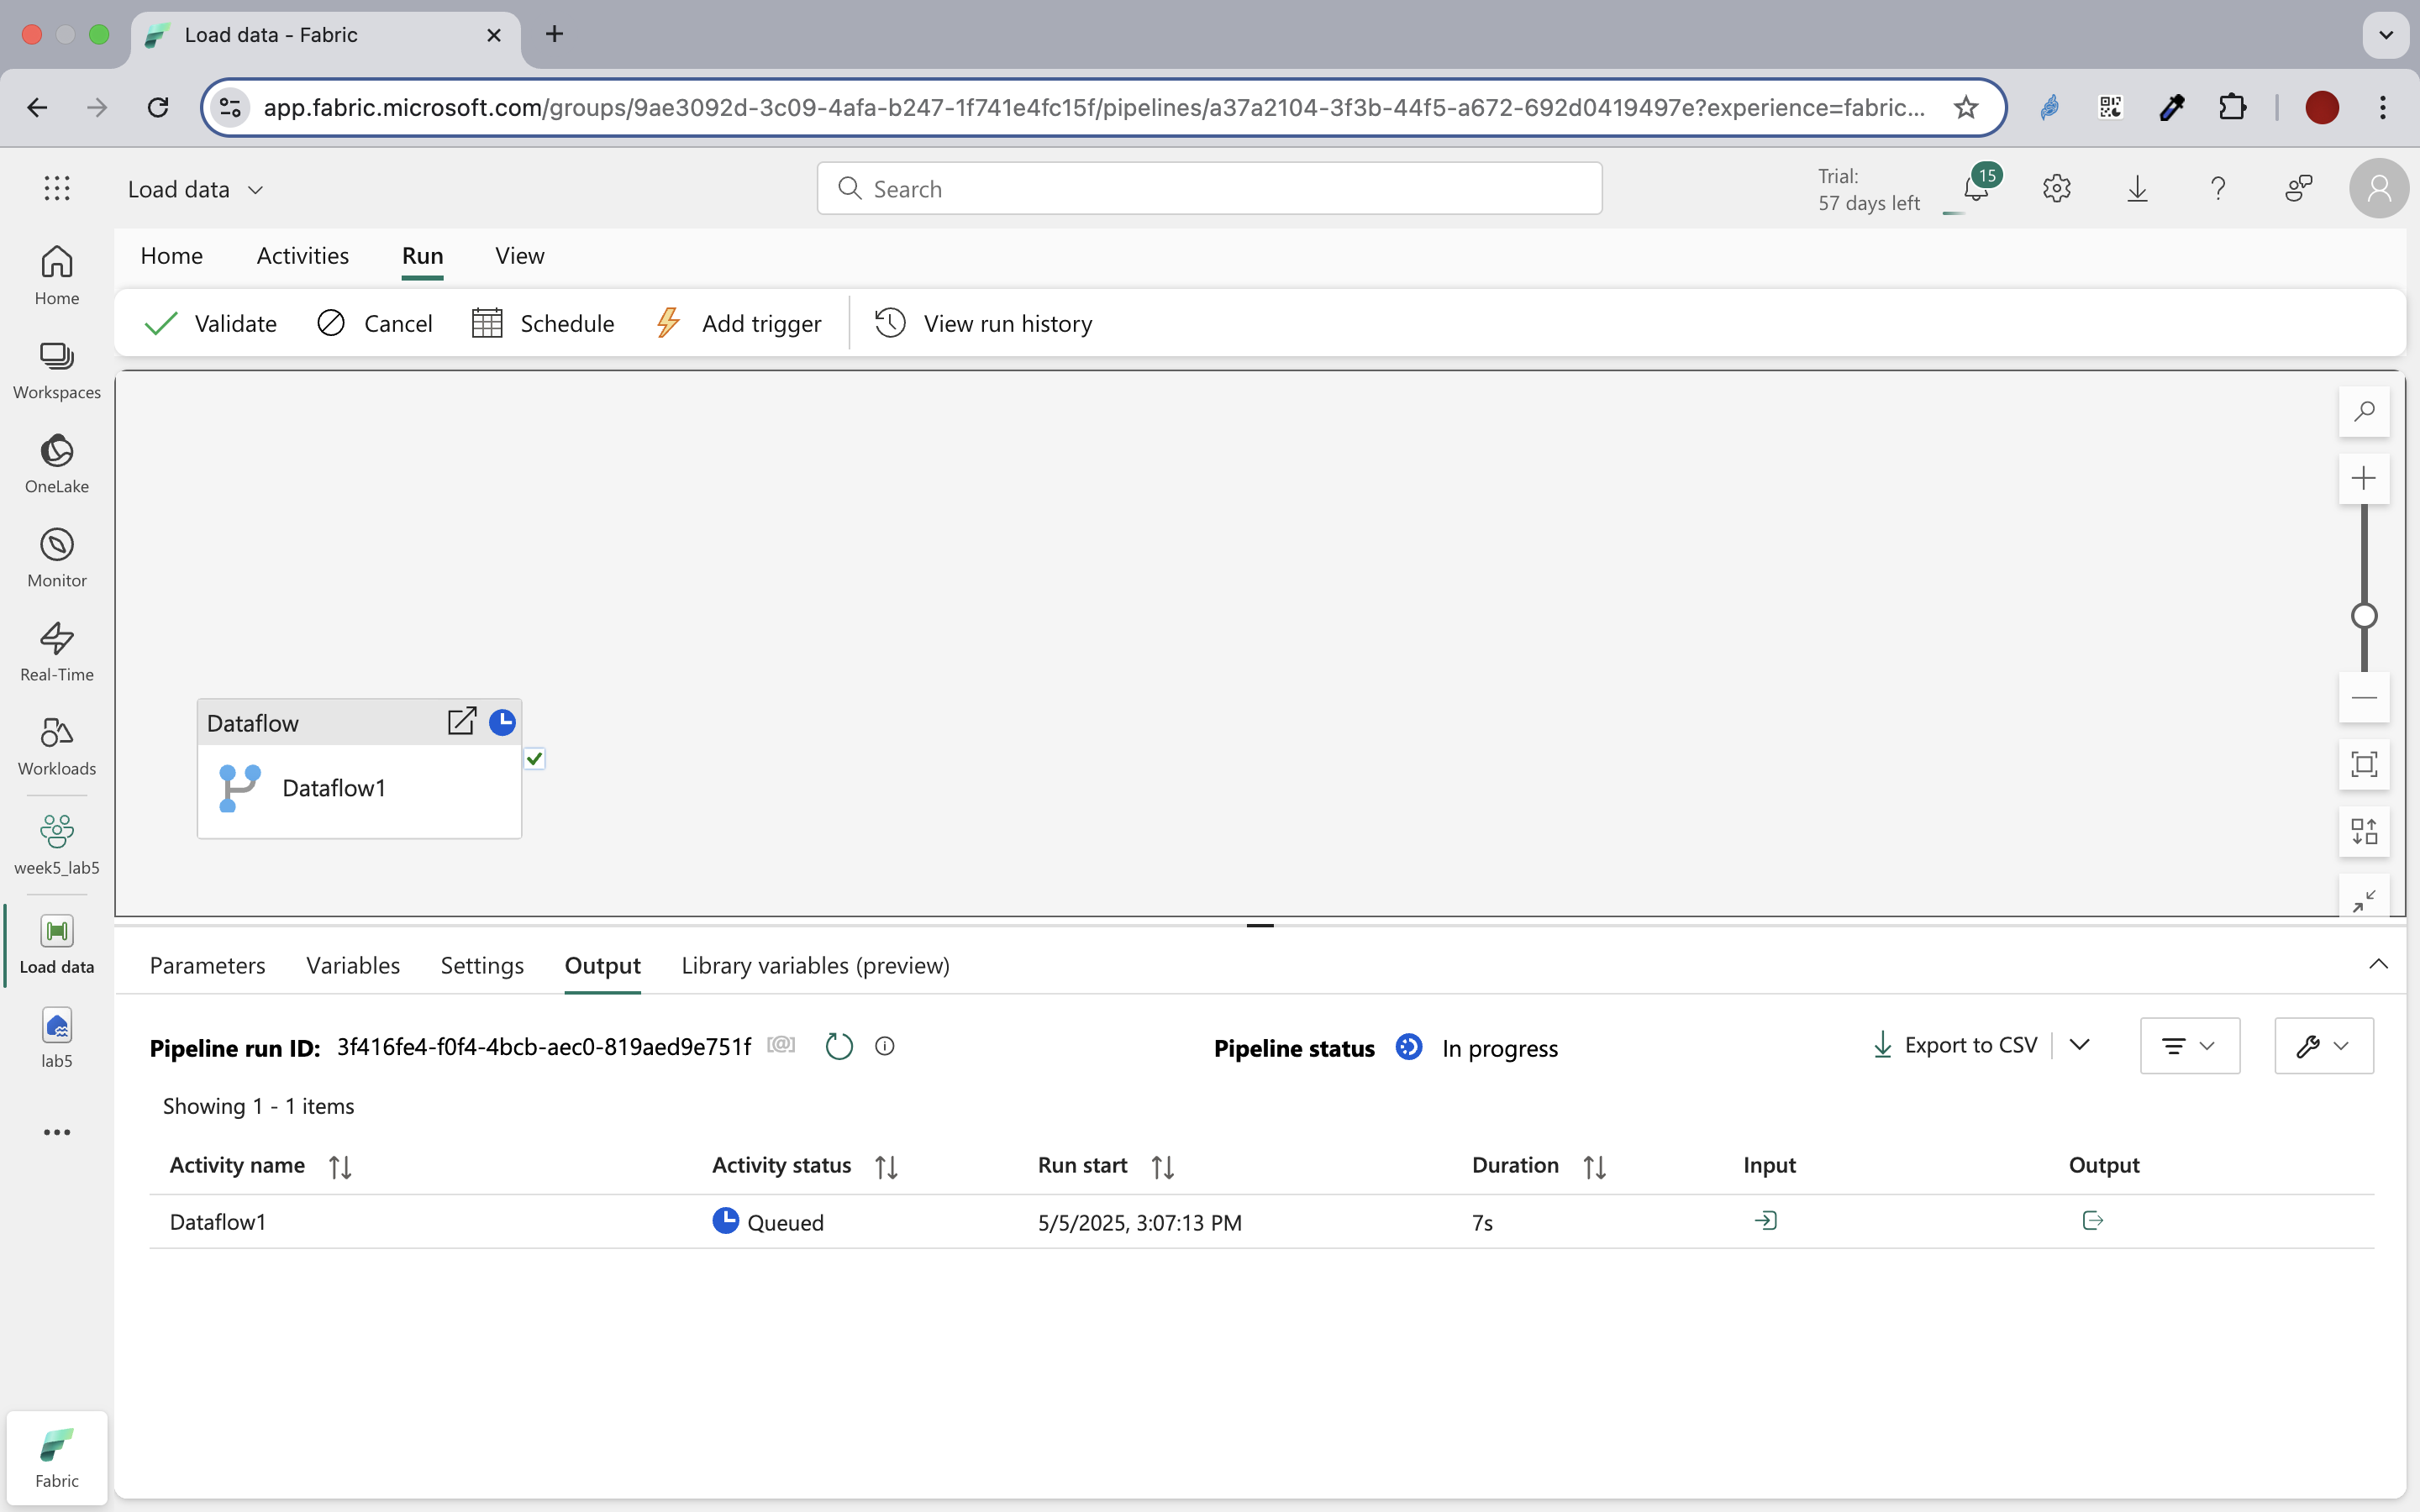 Load data - Fabric
app.fabric.microsoft.com/groups/9ae3092d-3c09-4afa-b247-1f741e4fc15f/pipelines/a37a2104-3f3b-44f5-a672-692d0419497e?experience=fabric...
Load data
Search
Trial:
57 days left
15
Home
Activities
Run
View
Validate
Cancel
Schedule
Add trigger
View run history
Home
Workspaces
OneLake
Monitor
Real-Time
Workloads
week5_lab5
Load data
lab5
Fabric
Dataflow
Dataflow1
Parameters
Variables
Settings
Output
Library variables (preview)
Pipeline run ID: 3f416fe4-f0f4-4bcb-aec0-819aed9e751f [@]
Pipeline status In progress
Export to CSV
Showing 1 - 1 items
Activity name Activity status Run start Duration Input Output
Dataflow1 Queued 5/5/2025, 3:07:13 PM 7s